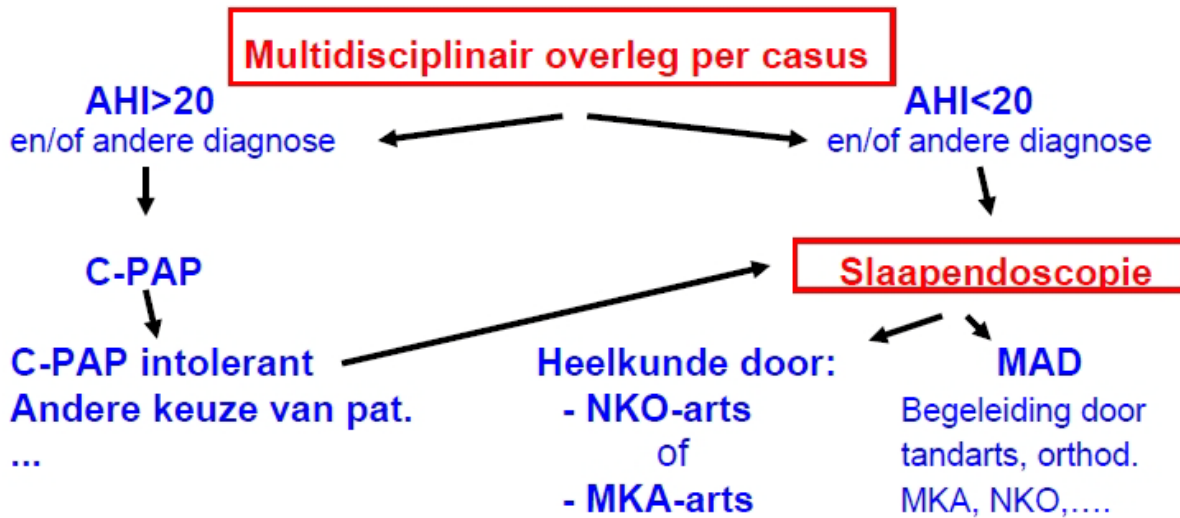 Multidisciplinair overleg per casus
AHI>20
en/of andere diagnose
AHI<20
en/of andere diagnose
C-PAP
Slaapendoscopie
C-PAP intolerant
Andere keuze van pat.
...
Heelkunde door:
- NKO-arts
of
- MKA-arts
MAD
Begeleiding door
tandarts, orthod.
MKA, NKO,....